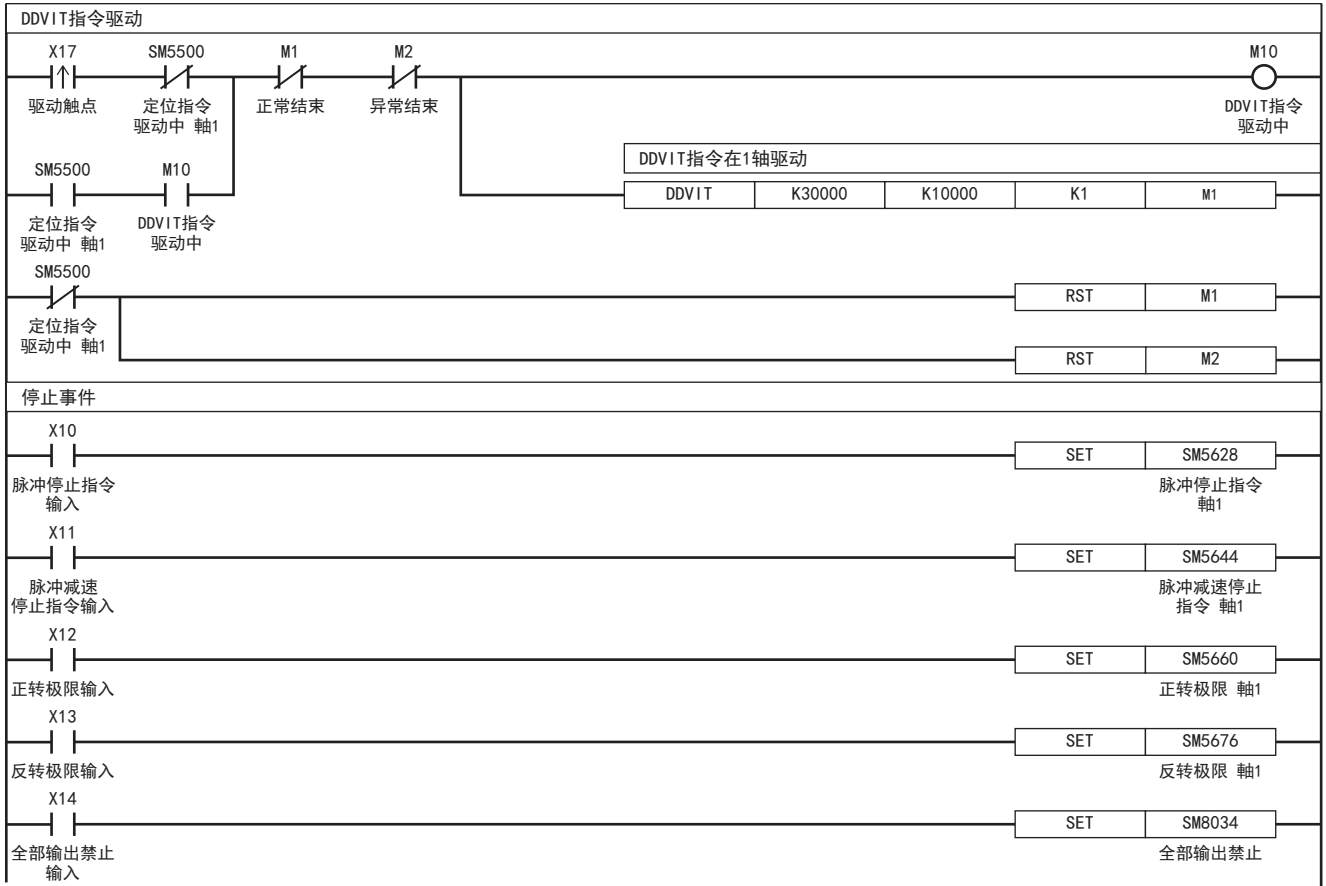 DDVIT指令驱动
X17 SM5500 M1 M2 M10
驱动触点 定位指令 正常结束 异常结束 DDVIT指令
驱动中 軸1 驱动中
DDVIT指令在1轴驱动
SM5500 M10
DDVIT K30000 K10000 K1 M1
定位指令 DDVIT指令
驱动中 軸1 驱动中
SM5500
RST M1
定位指令
驱动中 軸1
RST M2
停止事件
X10
SET SM5628
脉冲停止指令 脉冲停止指令
输入 軸1
X11
SET SM5644
脉冲减速 脉冲减速停止
停止指令输入 指令 軸1
X12
SET SM5660
正转极限输入 正转极限 軸1
X13
SET SM5676
反转极限输入 反转极限 軸1
X14
SET SM8034
全部输出禁止 全部输出禁止
输入